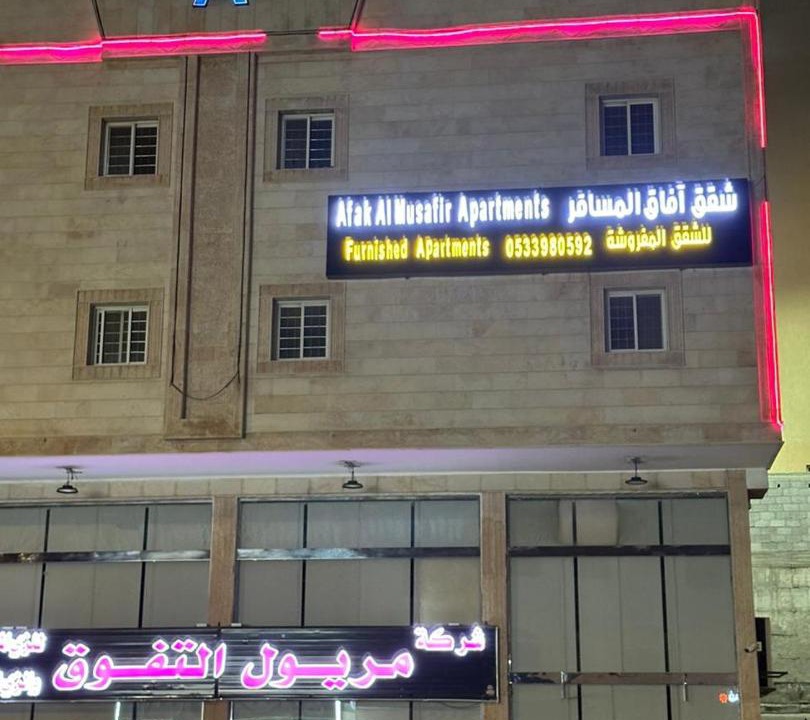 Afak Al Musafir Apartments شقق آفاق المسافر
Furnished Apartments 0533980592 للشقق المفروشة
شركة
مريول التفوق